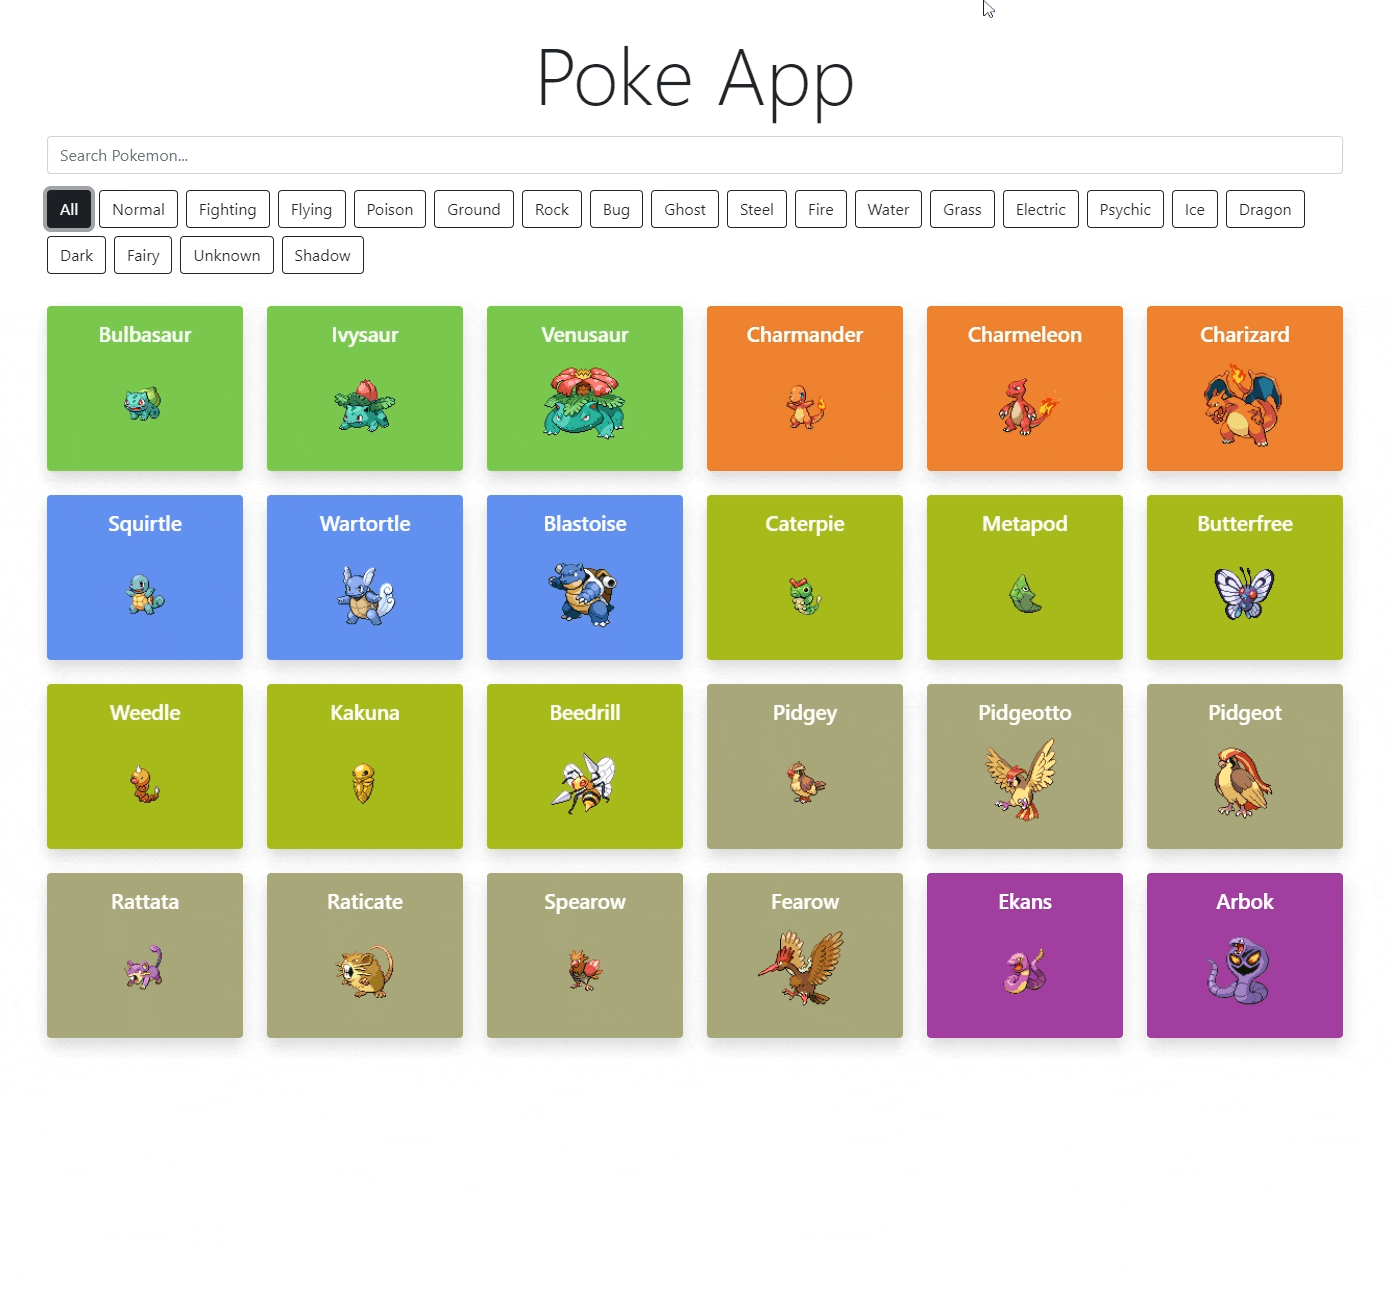 Poke App
Search Pokemon...
All Normal Fighting Flying Poison Ground Rock Bug Ghost Steel Fire Water Grass Electric Psychic Ice Dragon
Dark Fairy Unknown Shadow
Bulbasaur Ivysaur Venusaur Charmander Charmeleon Charizard
Squirtle Wartortle Blastoise Caterpie Metapod Butterfree
Weedle Kakuna Beedrill Pidgey Pidgeotto Pidgeot
Rattata Raticate Spearow Fearow Ekans Arbok